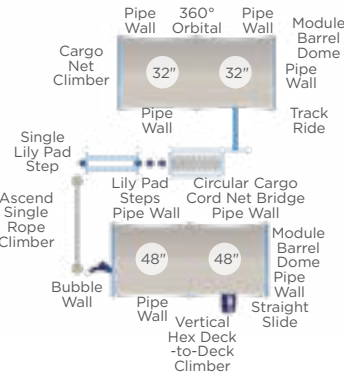 Pipe
Wall
360°
Orbital
Pipe
Wall
Module
Barrel
Dome
Cargo
Net
Climber
32"
32"
Pipe
Wall
Pipe
Wall
Track
Ride
Single
Lily Pad
Step
Lily Pad
Steps
Circular Cargo
Cord Net Bridge
Ascend
Single
Rope
Climber
Pipe Wall
Pipe Wall
Module
Barrel
Dome
48"
48"
Pipe
Wall
Bubble
Wall
Pipe
Wall
Straight
Slide
Vertical
Hex Deck
-to-Deck
Climber